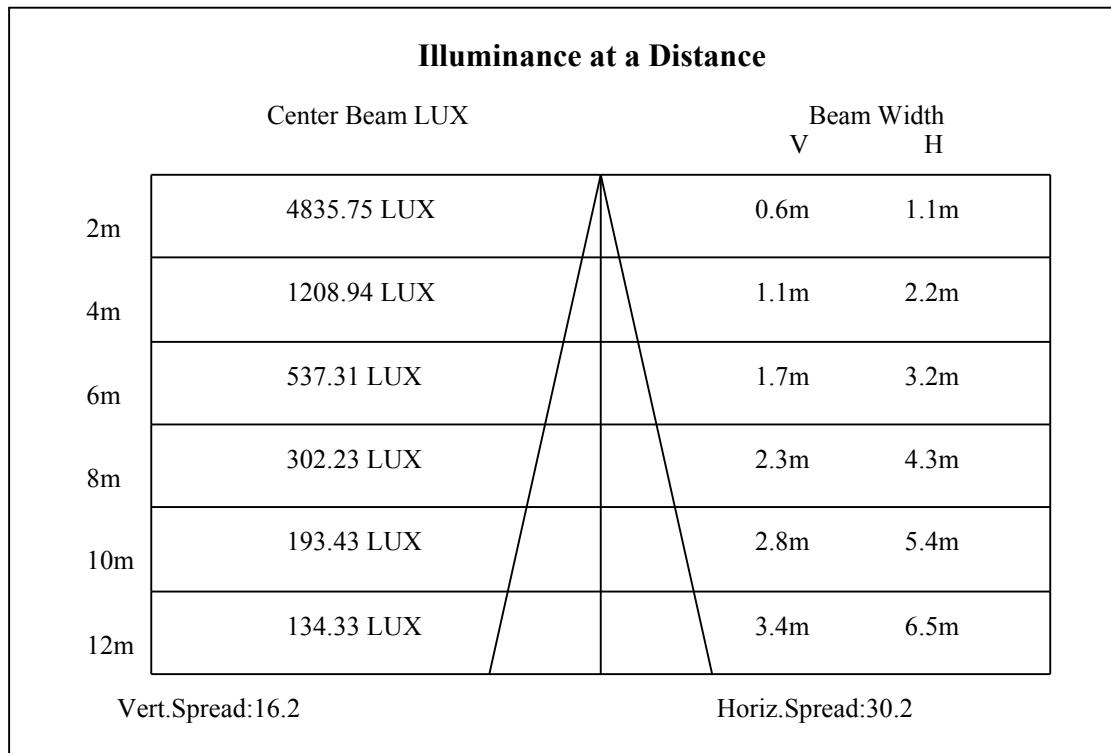 Illuminance at a Distance
Center Beam LUX Beam Width
V H
2m 4835.75 LUX 0.6m 1.1m
4m 1208.94 LUX 1.1m 2.2m
6m 537.31 LUX 1.7m 3.2m
8m 302.23 LUX 2.3m 4.3m
10m 193.43 LUX 2.8m 5.4m
12m 134.33 LUX 3.4m 6.5m
Vert.Spread:16.2 Horiz.Spread:30.2